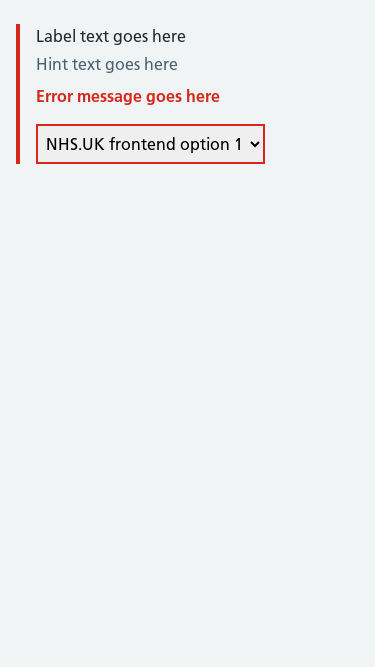 Label text goes here
Hint text goes here
Error message goes here
NHS.UK frontend option 1